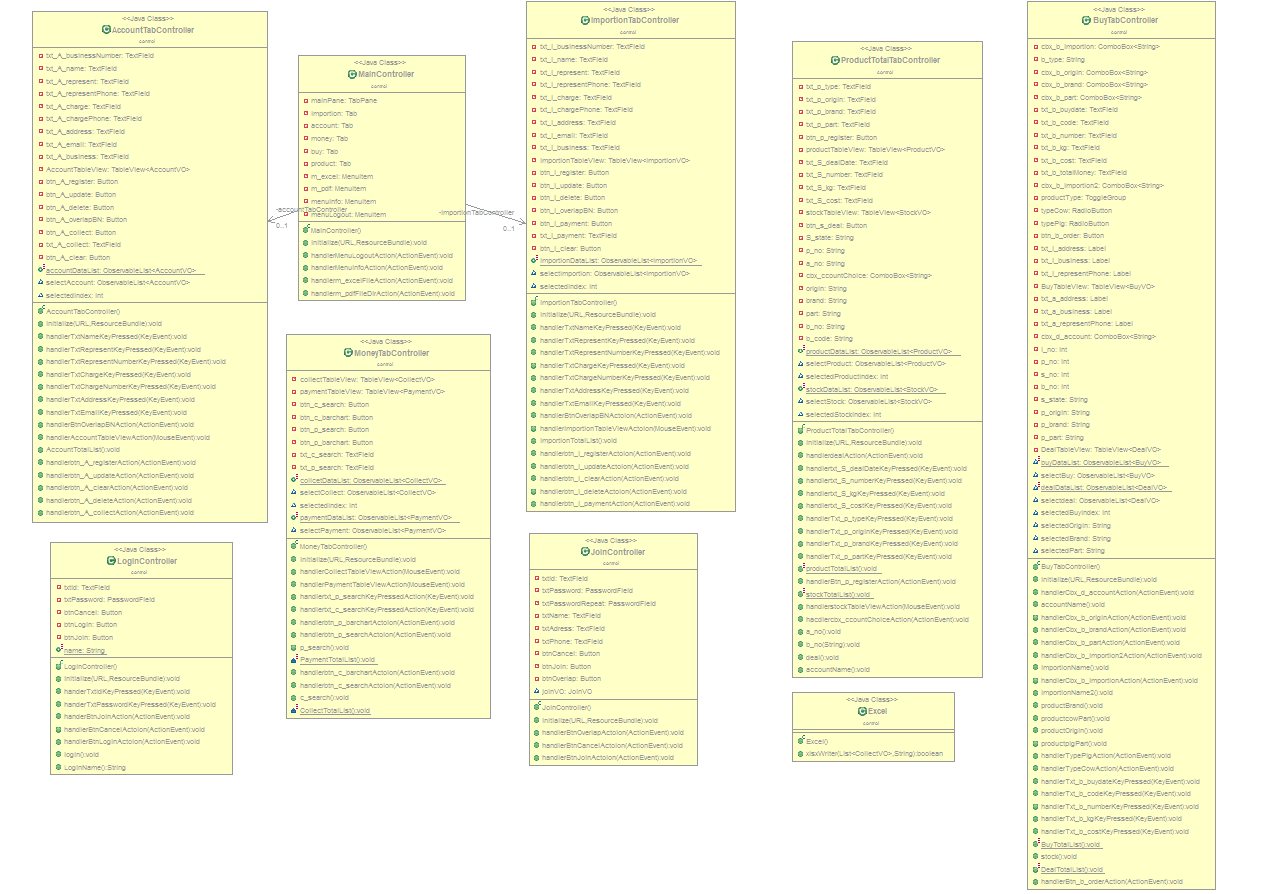 <<Java Class>>
AccountTabController
control
txt_A_businessNumber: TextField
txt_A_name: TextField
txt_A_represent: TextField
txt_A_representPhone: TextField
txt_A_charge: TextField
txt_A_chargePhone: TextField
txt_A_address: TextField
txt_A_email: TextField
txt_A_business: TextField
AccountTableView: TableView<AccountVO>
btn_A_register: Button
btn_A_update: Button
btn_A_delete: Button
btn_A_overlapBN: Button
btn_A_collect: Button
txt_A_collect: TextField
btn_A_clear: Button
accountDataList: ObservableList<AccountVO>
selectAccount: ObservableList<AccountVO>
selectedIndex: int
AccountTabController()
initialize(URL,ResourceBundle):void
handlerTxtNameKeyPressed(KeyEvent):void
handlerTxtRepresentKeyPressed(KeyEvent):void
handlerTxtRepresentNumberKeyPressed(KeyEvent):void
handlerTxtChargeKeyPressed(KeyEvent):void
handlerTxtChargeNumberKeyPressed(KeyEvent):void
handlerTxtAddressKeyPressed(KeyEvent):void
handlerTxtEmailKeyPressed(KeyEvent):void
handlerBtnOverlapBNAction(ActionEvent):void
handlerAccountTableViewAction(MouseEvent):void
AccountTotalList():void
handlerbtn_A_registerAction(ActionEvent):void
handlerbtn_A_updateAction(ActionEvent):void
handlerbtn_A_clearAction(ActionEvent):void
handlerbtn_A_deleteAction(ActionEvent):void
handlerbtn_A_collectAction(ActionEvent):void
<<Java Class>>
MainController
control
mainPane: TabPane
importion: Tab
account: Tab
money: Tab
buy: Tab
product: Tab
m_excel: MenuItem
m_pdf: MenuItem
menuInfo: MenuItem
menuLogout: MenuItem
MainController()
initialize(URL,ResourceBundle):void
handlerMenuLogoutAction(ActionEvent):void
handlerMenuInfoAction(ActionEvent):void
handlerm_excelFileAction(ActionEvent):void
handlerm_pdfFileDirAction(ActionEvent):void
-accountTabController
0..1
-importionTabController
0..1
<<Java Class>>
ImportionTabController
control
txt_I_businessNumber: TextField
txt_I_name: TextField
txt_I_represent: TextField
txt_I_representPhone: TextField
txt_I_charge: TextField
txt_I_chargePhone: TextField
txt_I_address: TextField
txt_I_email: TextField
txt_I_business: TextField
importionTableView: TableView<ImportionVO>
btn_I_register: Button
btn_I_update: Button
btn_I_delete: Button
btn_I_overlapBN: Button
btn_I_payment: Button
txt_I_payment: TextField
btn_I_clear: Button
importionDataList: ObservableList<ImportionVO>
selectImportion: ObservableList<ImportionVO>
selectedIndex: int
ImportionTabController()
initialize(URL,ResourceBundle):void
handlerTxtNameKeyPressed(KeyEvent):void
handlerTxtRepresentKeyPressed(KeyEvent):void
handlerTxtRepresentNumberKeyPressed(KeyEvent):void
handlerTxtChargeKeyPressed(KeyEvent):void
handlerTxtChargeNumberKeyPressed(KeyEvent):void
handlerTxtAddressKeyPressed(KeyEvent):void
handlerTxtEmailKeyPressed(KeyEvent):void
handlerBtnOverlapBNActoion(ActionEvent):void
handlerImportionTableViewActoion(MouseEvent):void
importionTotalList():void
handlerbtn_I_registerActoion(ActionEvent):void
handlerbtn_I_updateActoion(ActionEvent):void
handlerbtn_I_clearAction(ActionEvent):void
handlerbtn_I_deleteActoion(ActionEvent):void
handlerbtn_I_paymentAction(ActionEvent):void
<<Java Class>>
ProductTotalTabController
control
txt_p_type: TextField
txt_p_origin: TextField
txt_p_brand: TextField
txt_p_part: TextField
btn_p_register: Button
productTableView: TableView<ProductVO>
txt_S_dealDate: TextField
txt_S_number: TextField
txt_S_kg: TextField
txt_S_cost: TextField
stockTableView: TableView<StockVO>
btn_s_deal: Button
S_state: String
p_no: String
a_no: String
cbx_ccountChoice: ComboBox<String>
origin: String
brand: String
part: String
b_no: String
b_code: String
productDataList: ObservableList<ProductVO>
selectProduct: ObservableList<ProductVO>
selectedProductIndex: int
stockDataList: ObservableList<StockVO>
selectStock: ObservableList<StockVO>
selectedStockIndex: int
ProductTotalTabController()
initialize(URL,ResourceBundle):void
handlerdealAction(ActionEvent):void
handlertxt_S_dealDateKeyPressed(KeyEvent):void
handlertxt_S_numberKeyPressed(KeyEvent):void
handlertxt_S_kgKeyPressed(KeyEvent):void
handlertxt_S_costKeyPressed(KeyEvent):void
handlerTxt_p_typeKeyPressed(KeyEvent):void
handlerTxt_p_originKeyPressed(KeyEvent):void
handlerTxt_p_brandKeyPressed(KeyEvent):void
handlerTxt_p_partKeyPressed(KeyEvent):void
productTotalList():void
handlerBtn_p_registerAction(ActionEvent):void
stockTotalList():void
handlerstockTableViewAction(MouseEvent):void
handlercbx_ccountChoiceAction(ActionEvent):void
a_no():void
b_no(String):void
deal():void
accountName():void
<<Java Class>>
BuyTabController
control
cbx_b_importion: ComboBox<String>
b_type: String
cbx_b_origin: ComboBox<String>
cbx_b_brand: ComboBox<String>
cbx_b_part: ComboBox<String>
txt_b_buydate: TextField
txt_b_code: TextField
txt_b_number: TextField
txt_b_kg: TextField
txt_b_cost: TextField
txt_b_totalMoney: TextField
cbx_b_importion2: ComboBox<String>
productType: ToggleGroup
typeCow: RadioButton
typePig: RadioButton
btn_b_order: Button
txt_i_address: Label
txt_i_business: Label
txt_i_representPhone: Label
BuyTableView: TableView<BuyVO>
txt_a_address: Label
txt_a_business: Label
txt_a_representPhone: Label
cbx_d_account: ComboBox<String>
i_no: int
p_no: int
s_no: int
b_no: int
s_state: String
p_origin: String
p_brand: String
p_part: String
DealTableView: TableView<DealVO>
buyDataList: ObservableList<BuyVO>
selectBuy: ObservableList<BuyVO>
dealDataList: ObservableList<DealVO>
selectdeal: ObservableList<DealVO>
selectedBuyIndex: int
selectedOrigin: String
selectedBrand: String
selectedPart: String
BuyTabController()
initialize(URL,ResourceBundle):void
handlerCbx_d_accountAction(ActionEvent):void
accountName():void
handlerCbx_b_originAction(ActionEvent):void
handlerCbx_b_brandAction(ActionEvent):void
handlerCbx_b_partAction(ActionEvent):void
handlerCbx_b_importion2Action(ActionEvent):void
importionName():void
handlerCbx_b_importionAction(ActionEvent):void
importionName2():void
productBrand():void
productcowPart():void
productOrigin():void
productpigPart():void
handlerTypePigAction(ActionEvent):void
handlerTypeCowAction(ActionEvent):void
handlerTxt_b_buydateKeyPressed(KeyEvent):void
handlerTxt_b_codeKeyPressed(KeyEvent):void
handlerTxt_b_numberKeyPressed(KeyEvent):void
handlerTxt_b_kgKeyPressed(KeyEvent):void
handlerTxt_b_costKeyPressed(KeyEvent):void
BuyTotalList():void
stock():void
DealTotalList():void
handlerBtn_b_orderAction(ActionEvent):void
<<Java Class>>
MoneyTabController
control
collectTableView: TableView<CollectVO>
paymentTableView: TableView<PaymentVO>
btn_c_search: Button
btn_c_barchart: Button
btn_p_search: Button
btn_p_barchart: Button
txt_c_search: TextField
txt_p_search: TextField
collcetDataList: ObservableList<CollectVO>
selectCollect: ObservableList<CollectVO>
selectedIndex: int
paymentDataList: ObservableList<PaymentVO>
selectPayment: ObservableList<PaymentVO>
MoneyTabController()
initialize(URL,ResourceBundle):void
handlerCollectTableViewAction(MouseEvent):void
handlerPaymentTableViewAction(MouseEvent):void
handlertxt_p_searchKeyPressedAction(KeyEvent):void
handlertxt_c_searchKeyPressedAction(KeyEvent):void
handlerbtn_p_barchartActoion(ActionEvent):void
handlerbtn_p_searchActoion(ActionEvent):void
p_search():void
PaymentTotalList():void
handlerbtn_c_barchartActoion(ActionEvent):void
handlerbtn_c_searchActoion(ActionEvent):void
c_search():void
CollectTotalList():void
<<Java Class>>
LoginController
control
txtId: TextField
txtPassword: PasswordField
btnCancel: Button
btnLogin: Button
btnJoin: Button
name: String
LoginController()
initialize(URL,ResourceBundle):void
handerTxtIdKeyPressed(KeyEvent):void
handerTxtPasswordKeyPressed(KeyEvent):void
handerBtnJoinAction(ActionEvent):void
handlerBtnCancelActoion(ActionEvent):void
handlerBtnLoginActoion(ActionEvent):void
login():void
LoginName():String
<<Java Class>>
JoinController
control
txtId: TextField
txtPassword: PasswordField
txtPasswordRepeat: PasswordField
txtName: TextField
txtAdress: TextField
txtPhone: TextField
btnCancel: Button
btnJoin: Button
btnOverlap: Button
joinVO: JoinVO
JoinController()
initialize(URL,ResourceBundle):void
handlerBtnOverlapActoion(ActionEvent):void
handlerBtnCancelActoion(ActionEvent):void
handlerBtnJoinActoion(ActionEvent):void
<<Java Class>>
Excel
control
Excel()
xlsxWriter(List<CollectVO>,String):boolean